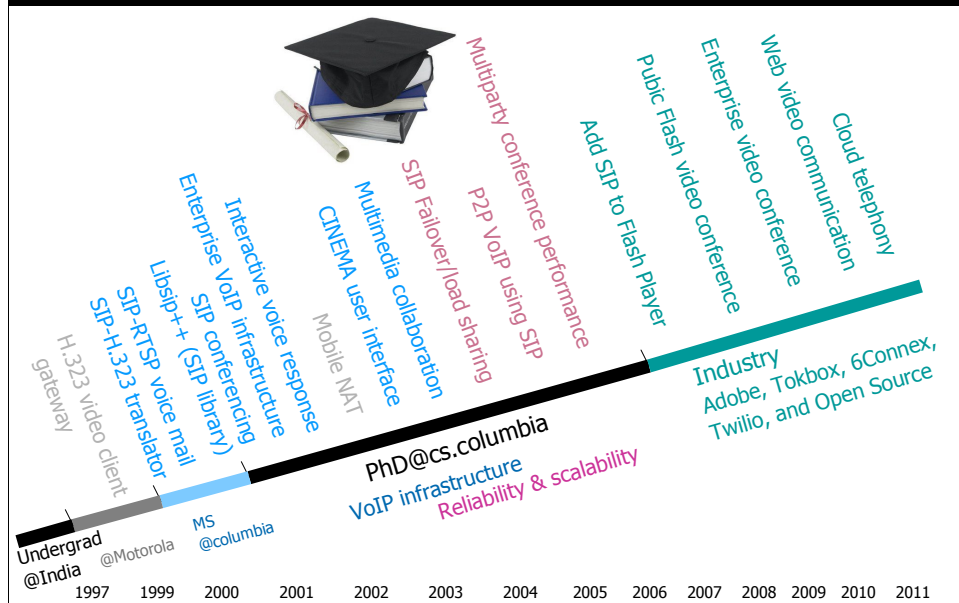 H.323 video client
gateway
SIP-H.323 translator
SIP-RTSP voice mail
Libsip++ (SIP library)
SIP conferencing
Enterprise VoIP infrastructure
Interactive voice response
Mobile NAT
CINEMA user interface
Multimedia collaboration
SIP Failover/load sharing
P2P VoIP using SIP
Multiparty conference performance
Add SIP to Flash Player
Pubic Flash video conference
Enterprise video conference
Web video communication
Cloud telephony
Undergrad
@India
@Motorola
MS
@columbia
PhD@cs.columbia
VoIP infrastructure
Reliability & scalability
Industry
Adobe, Tokbox, 6Connex,
Twilio, and Open Source
1997 1999 2000 2001 2002 2003 2004 2005 2006 2007 2008 2009 2010 2011